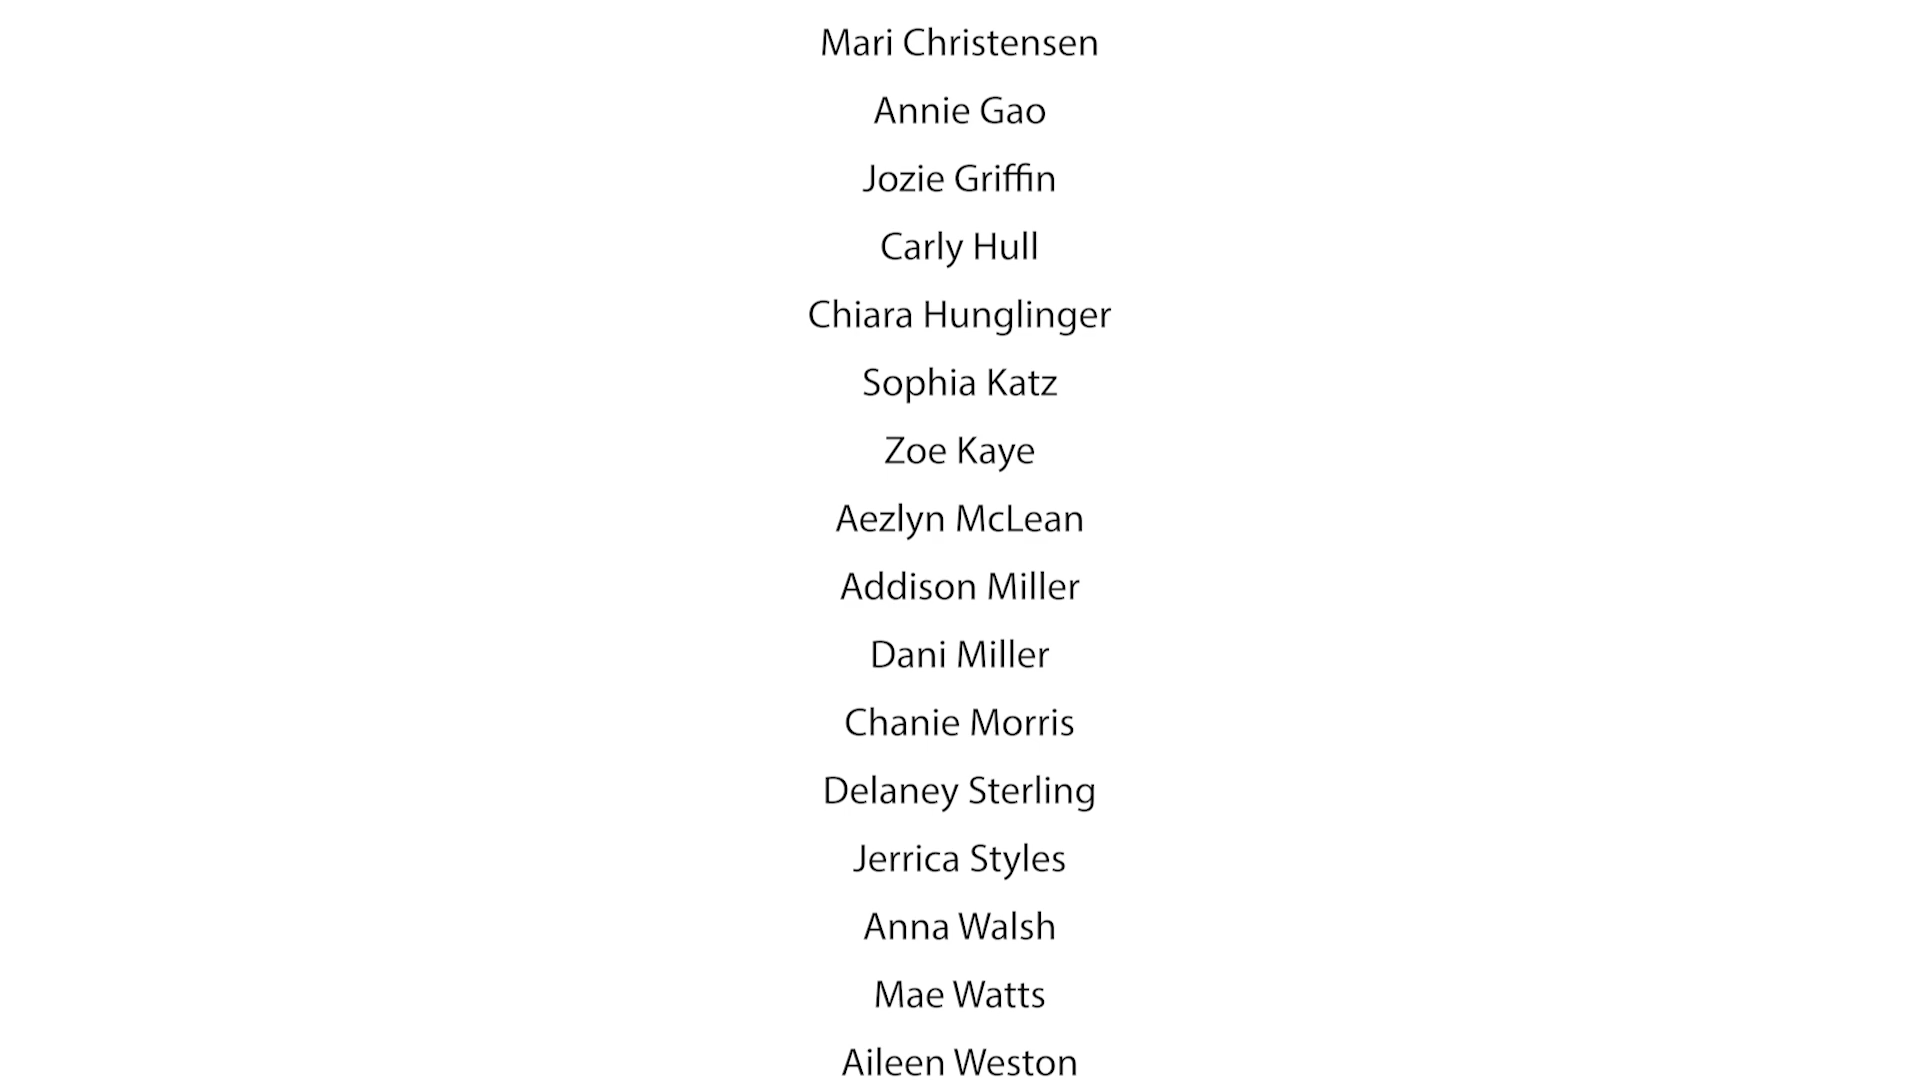 Mari Christensen
Annie Gao
Jozie Griffin
Carly Hull
Chiara Hunglinger
Sophia Katz
Zoe Kaye
Aezlyn McLean
Addison Miller
Dani Miller
Chanie Morris
Delaney Sterling
Jerrica Styles
Anna Walsh
Mae Watts
Aileen Weston